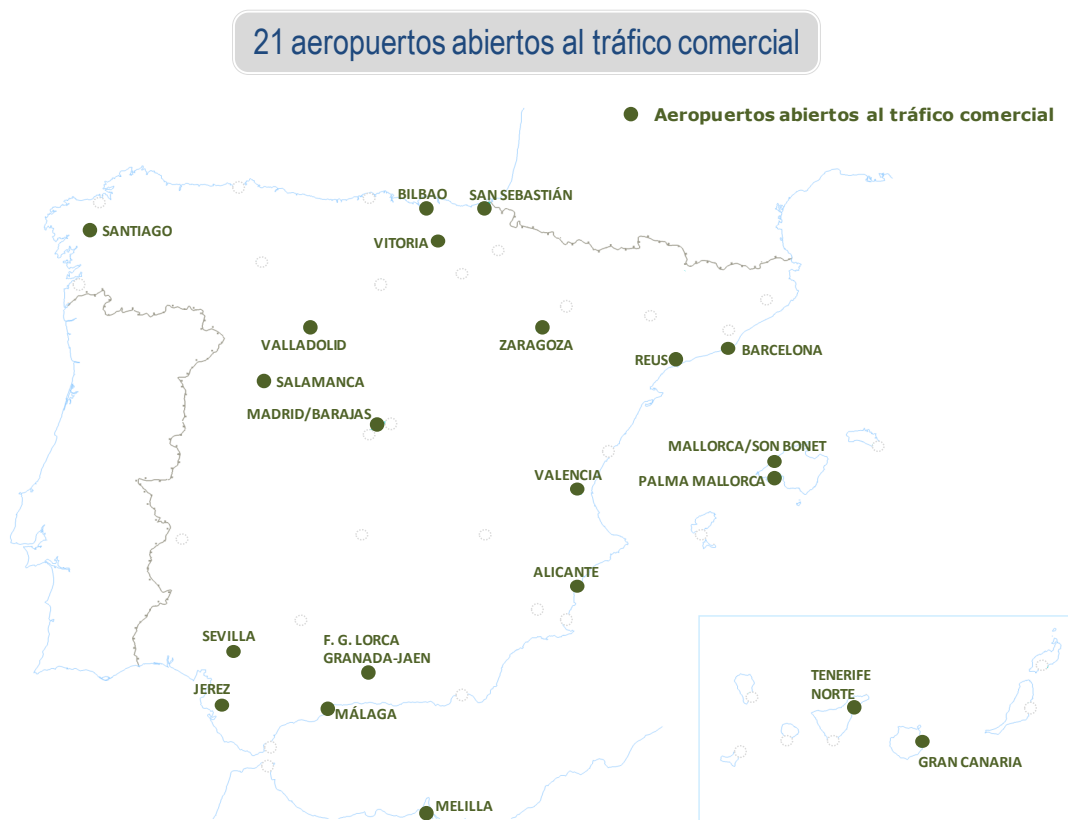 21 aeropuertos abiertos al tráfico comercial
Aeropuertos abiertos al tráfico comercial
BILBAO
SAN SEBASTIÁN
SANTIAGO
VITORIA
VALLADOLID
ZARAGOZA
BARCELONA
REUS
SALAMANCA
MADRID/BARAJAS
MALLORCA/SON BONET
VALENCIA
PALMA MALLORCA
ALICANTE
SEVILLA
F. G. LORCA
GRANADA-JAEN
JEREZ
MÁLAGA
TENERIFE
NORTE
GRAN CANARIA
MELILLA